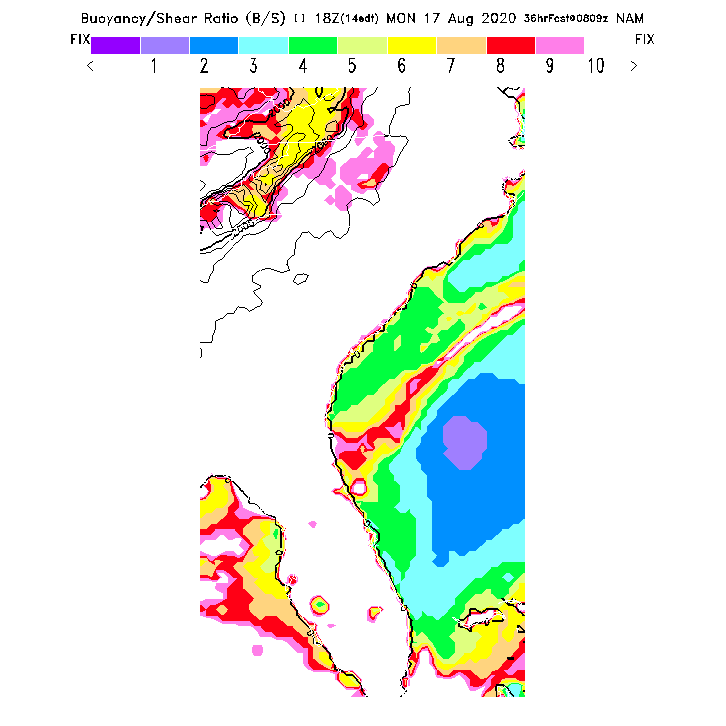 Buoyancy/Shear Ratio (B/S) [] 18Z(14edt) MON 17 Aug 2020 36hrFcst@0809z NAM
FIX FIX
< 1 2 3 4 5 6 7 8 9 10 >